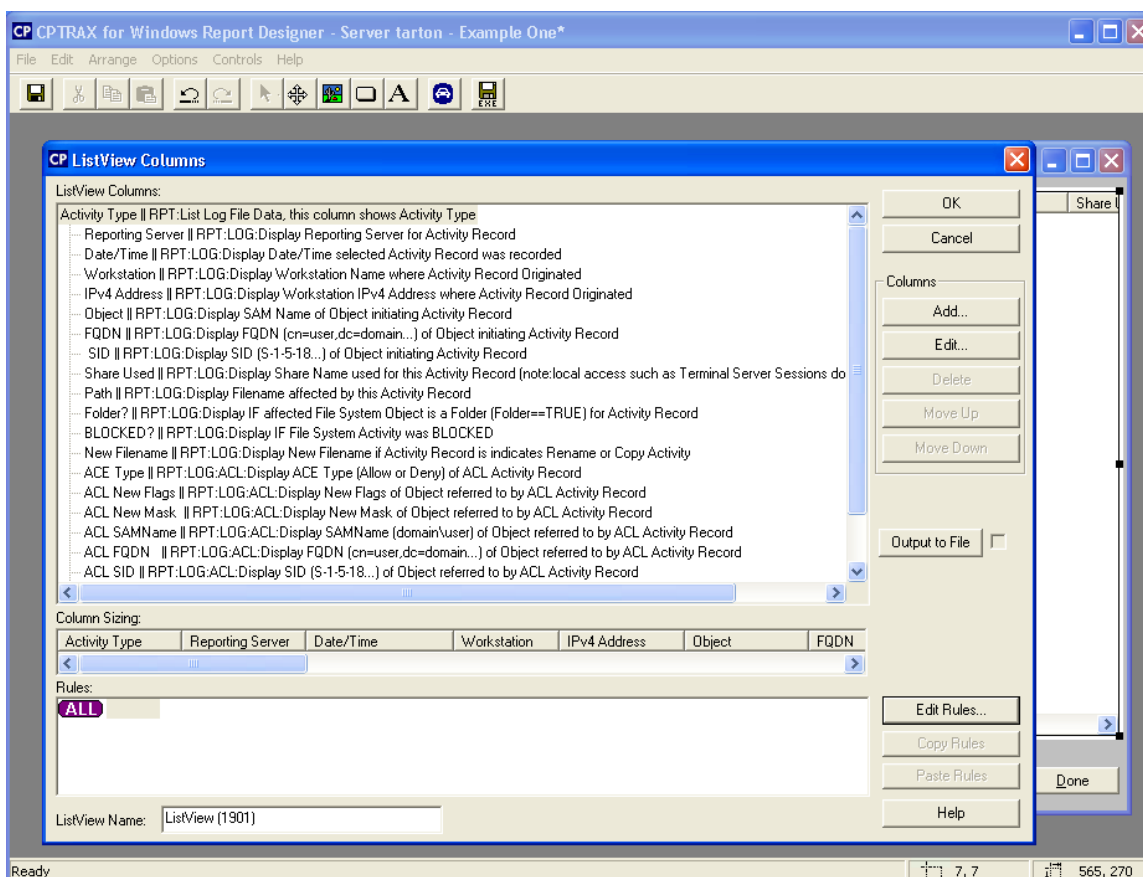 CP CPTRAX for Windows Report Designer - Server tarton - Example One*
File Edit Arrange Options Controls Help
A EXE
CP ListView Columns
ListView Columns:
Activity Type || RPT:List Log File Data, this column shows Activity Type
Reporting Server || RPT:LOG:Display Reporting Server for Activity Record
Date/Time || RPT:LOG:Display Date/Time selected Activity Record was recorded
Workstation || RPT:LOG:Display Workstation Name where Activity Record Originated
IPv4 Address || RPT:LOG:Display Workstation IPv4 Address where Activity Record Originated
Object || RPT:LOG:Display SAM Name of Object initiating Activity Record
FQDN || RPT:LOG:Display FQDN (cn=user,dc=domain...) of Object initiating Activity Record
SID || RPT:LOG:Display SID (S-1-5-18...) of Object initiating Activity Record
Share Used || RPT:LOG:Display Share Name used for this Activity Record (note:local access such as Terminal Server Sessions do
Path || RPT:LOG:Display Filename affected by this Activity Record
Folder? || RPT:LOG:Display IF affected File System Object is a Folder (Folder==TRUE) for Activity Record
BLOCKED? || RPT:LOG:Display IF File System Activity was BLOCKED
New Filename || RPT:LOG:Display New Filename if Activity Record is indicates Rename or Copy Activity
ACE Type || RPT:LOG:ACL:Display ACE Type (Allow or Deny) of ACL Activity Record
ACL New Flags || RPT:LOG:ACL:Display New Flags of Object referred to by ACL Activity Record
ACL New Mask || RPT:LOG:ACL:Display New Mask of Object referred to by ACL Activity Record
ACL SAMName || RPT:LOG:ACL:Display SAMName (domain\user) of Object referred to by ACL Activity Record
ACL FQDN || RPT:LOG:ACL:Display FQDN (cn=user,dc=domain...) of Object referred to by ACL Activity Record
ACL SID || RPT:LOG:ACL:Display SID (S-1-5-18...) of Object referred to by ACL Activity Record
OK
Cancel
Columns
Add...
Edit...
Delete
Move Up
Move Down
Output to File
Share
Column Sizing:
Activity Type Reporting Server Date/Time Workstation IPv4 Address Object FQDN
Rules:
ALL
Edit Rules...
Copy Rules
Paste Rules
Help
Done
ListView Name: ListView (1901)
Ready 7, 7 565, 270